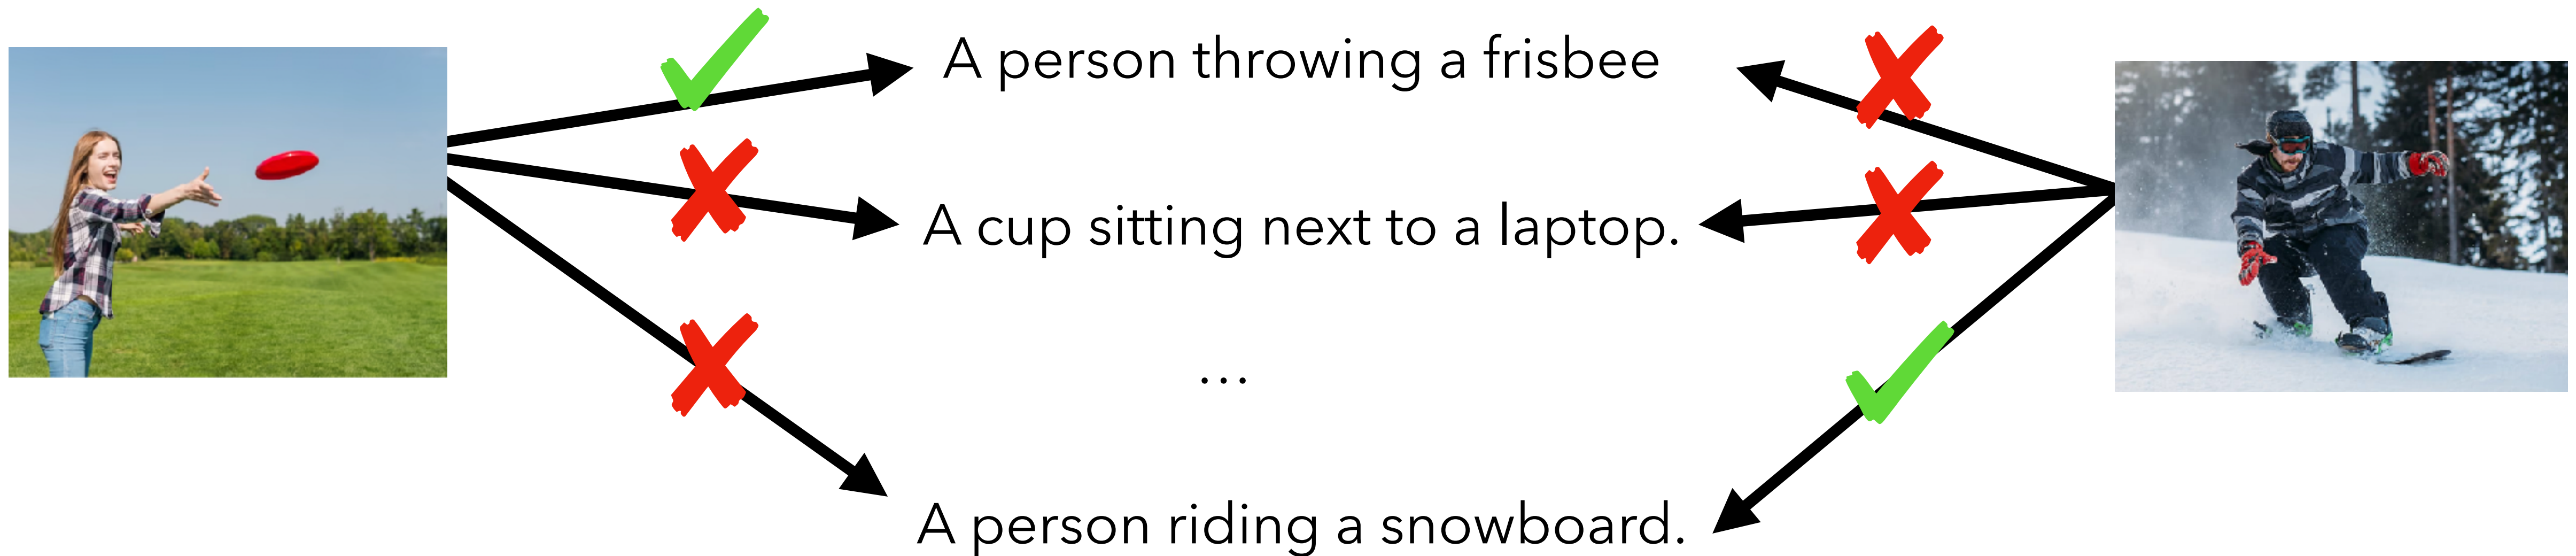 A person throwing a frisbee
A cup sitting next to a laptop.
...
A person riding a snowboard.